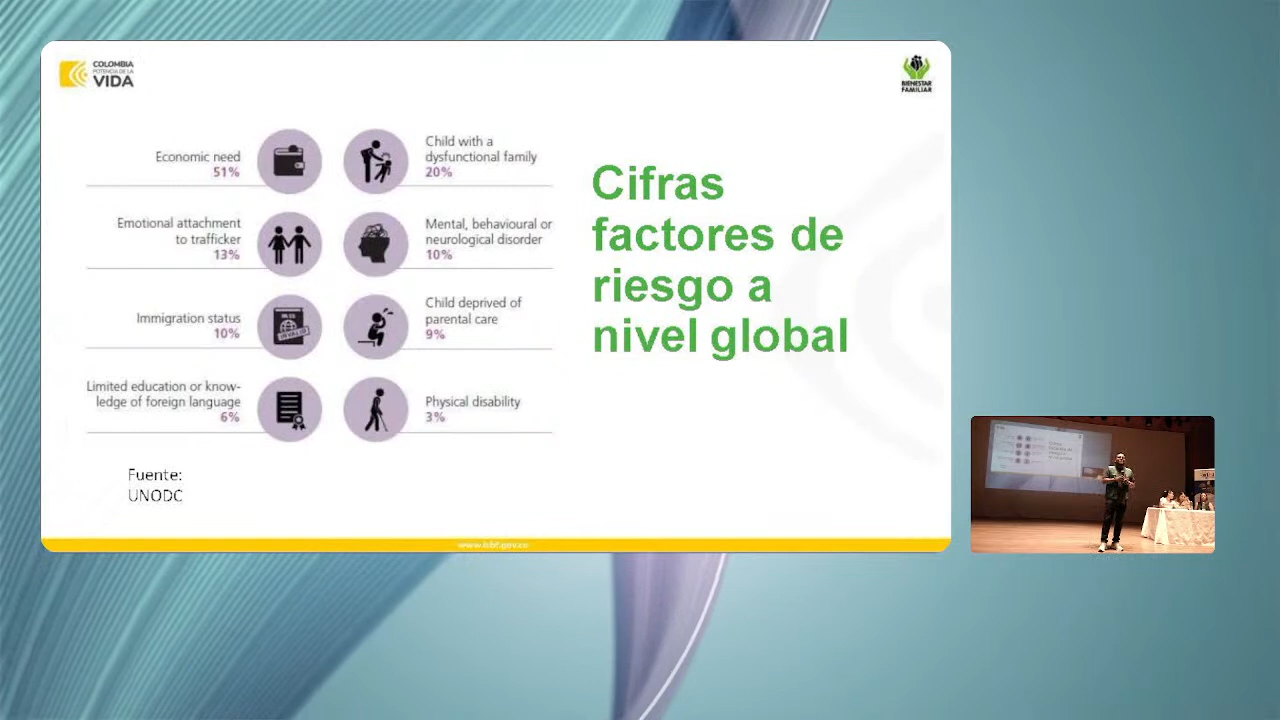 COLOMBIA
POTENCIA DE LA
VIDA
BIENESTAR
FAMILIAR
Economic need
51%
Child with a
dysfunctional family
20%
Emotional attachment
to trafficker
13%
Mental, behavioural or
neurological disorder
10%
Immigration status
10%
Child deprived of
parental care
9%
Limited education or know-
ledge of foreign language
6%
Physical disability
3%
Cifras
factores de
riesgo a
nivel global
Fuente:
UNODC
www.icbf.gov.co